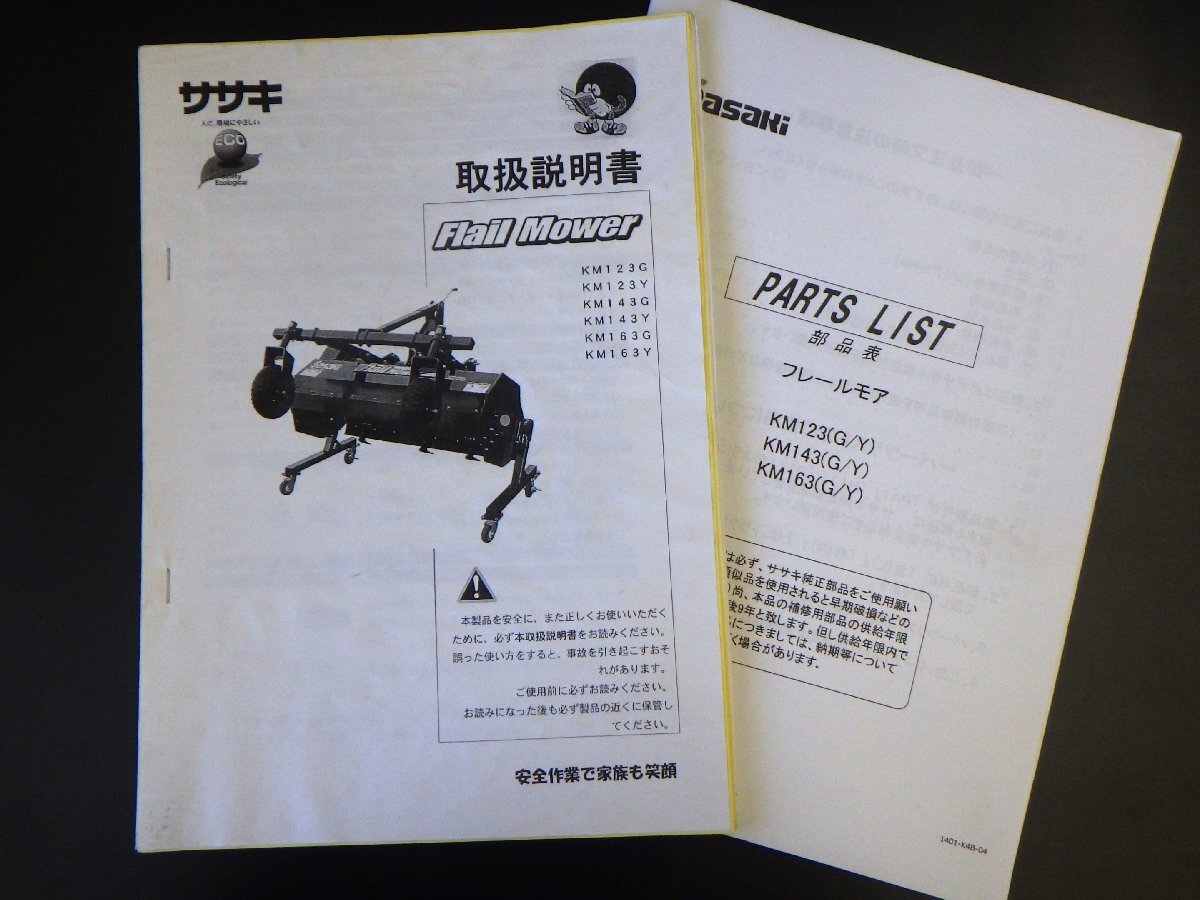 ササキ
人に、環境にやさしい
ECO
Safety
Ecological
取扱説明書
Flail Mower
KM123G
KM123Y
KM143G
KM143Y
KM163G
KM163Y
本製品を安全に、また正しくお使いいただく
ために、必ず本取扱説明書をお読みください。
誤った使い方をすると、事故を引き起こすおそ
れがあります。
ご使用前に必ずお読みください。
お読みになった後も必ず製品の近くに保管し
てください。
安全作業で家族も笑顔
asaki
PARTS LIST
部品表
フレールモア
KM123(G/Y)
KM143(G/Y)
KM163(G/Y)
は必ず、ササキ純正部品をご使用願い
類似品を使用されると早期破損などの
尚、本品の補修用部品の供給年限
後9年と致します。但し供給年限内で
につきましては、納期等について
く場合があります。
1401-K4B-04